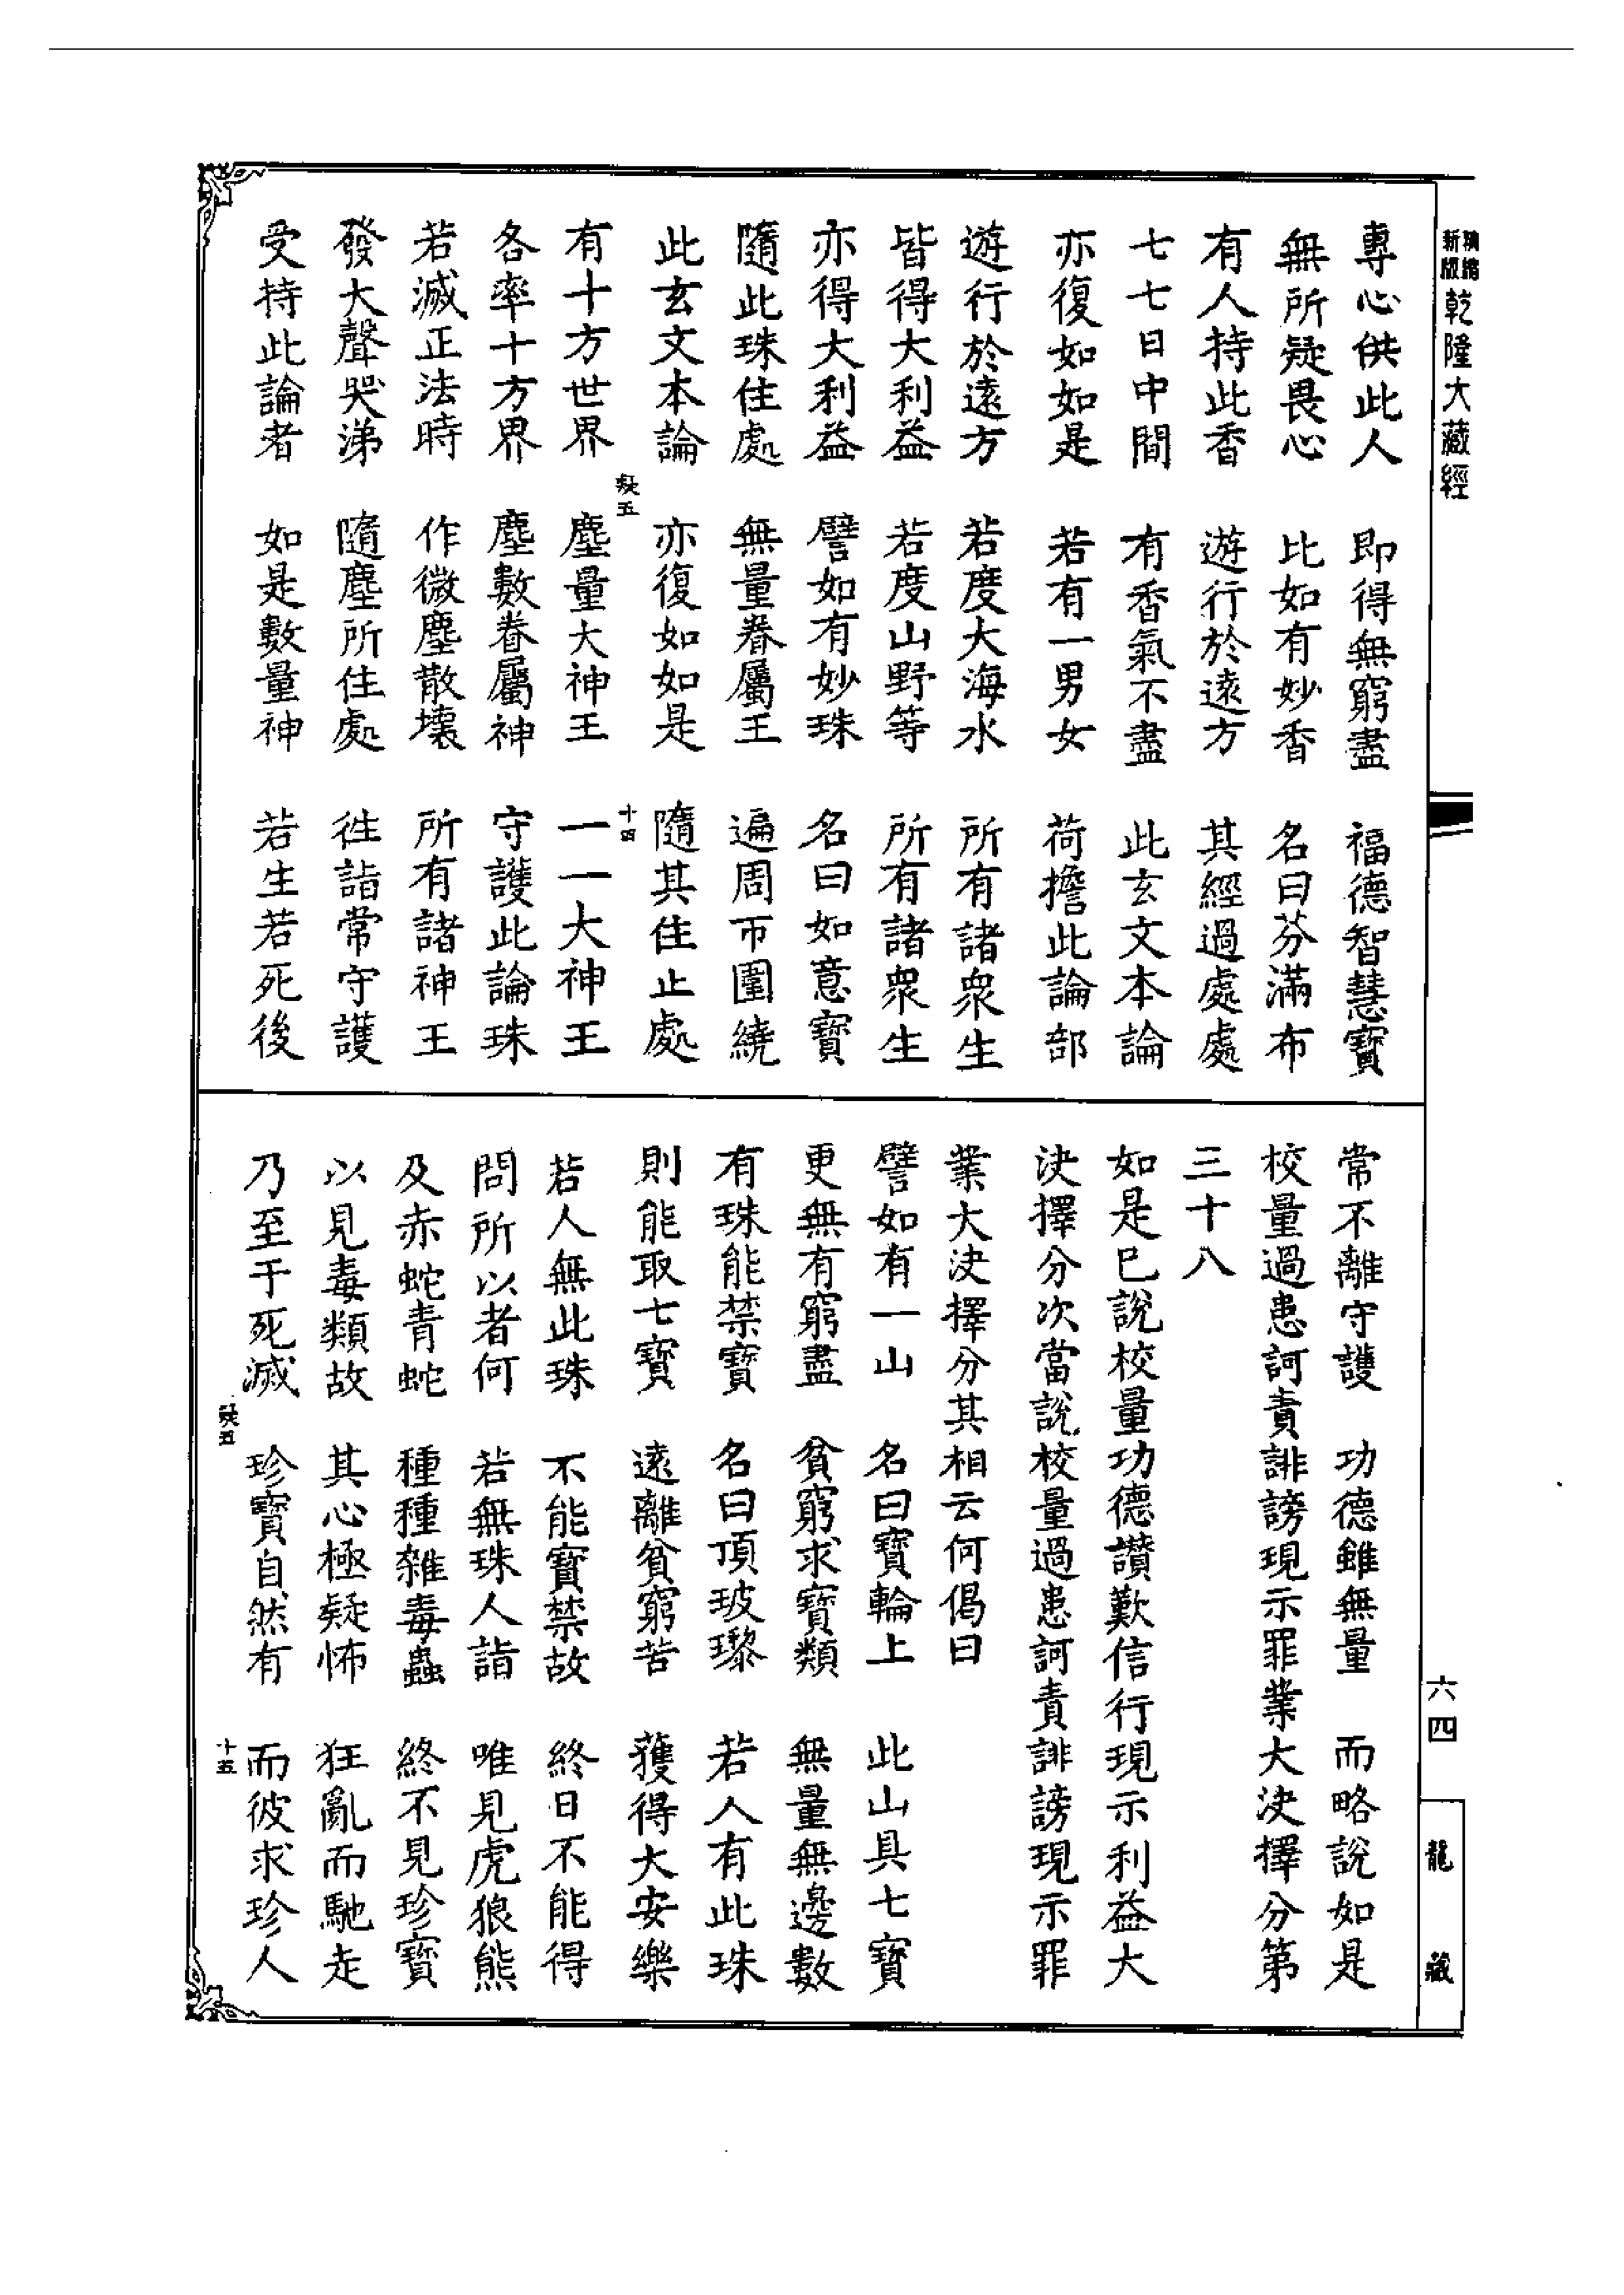 精縮新版乾隆大藏經
專心供此人 即得無窮盡 福德智慧寶
無所疑畏心 比如有妙香 名曰芬滿布
有人持此香 遊行於遠方 其經過處處
七七日中間 有香氣不盡 此玄文本論
亦復如如是 若有一男女 荷擔此論部
遊行於遠方 若度大海水 所有諸衆生
皆得大利益 若度山野等 所有諸衆生
亦得大利益 譬如有妙珠 名曰如意寶
隨此珠住處 無量眷屬王 遍周帀圍繞
此玄文本論 亦復如如是 隨其住止處
疑五 十四
有十方世界 塵量大神王 一一大神王
各率十方界 塵數眷屬神 守護此論珠
若滅正法時 作微塵散壞 所有諸神王
發大聲哭涕 隨塵所住處 徃詣常守護
受持此論者 如是數量神 若生若死後
常不離守護 功德雖無量 而略說如是
校量過患訶責誹謗現示罪業大決擇分第
三十八
如是巳說校量功德讃歎信行現示利益大
決擇分次當說校量過患訶責誹謗現示罪
業大決擇分其相云何偈曰
譬如有一山 名曰寶輪上 此山具七寶
更無有窮盡 貧窮求寶類 無量無邊數
有珠能禁寶 名曰頂玻瓈 若人有此珠
則能取七寶 遠離貧窮苦 獲得大安樂
若人無此珠 不能寶禁故 終日不能得
問所以者何 若無珠人詣 唯見虎狼熊
及赤蛇青蛇 種種雜毒蟲 終不見珍寶
以見毒類故 其心極疑怖 狂亂而馳走
乃至于死滅 珍寶自然有 而彼求珍人
疑五 十五
六四
龍藏